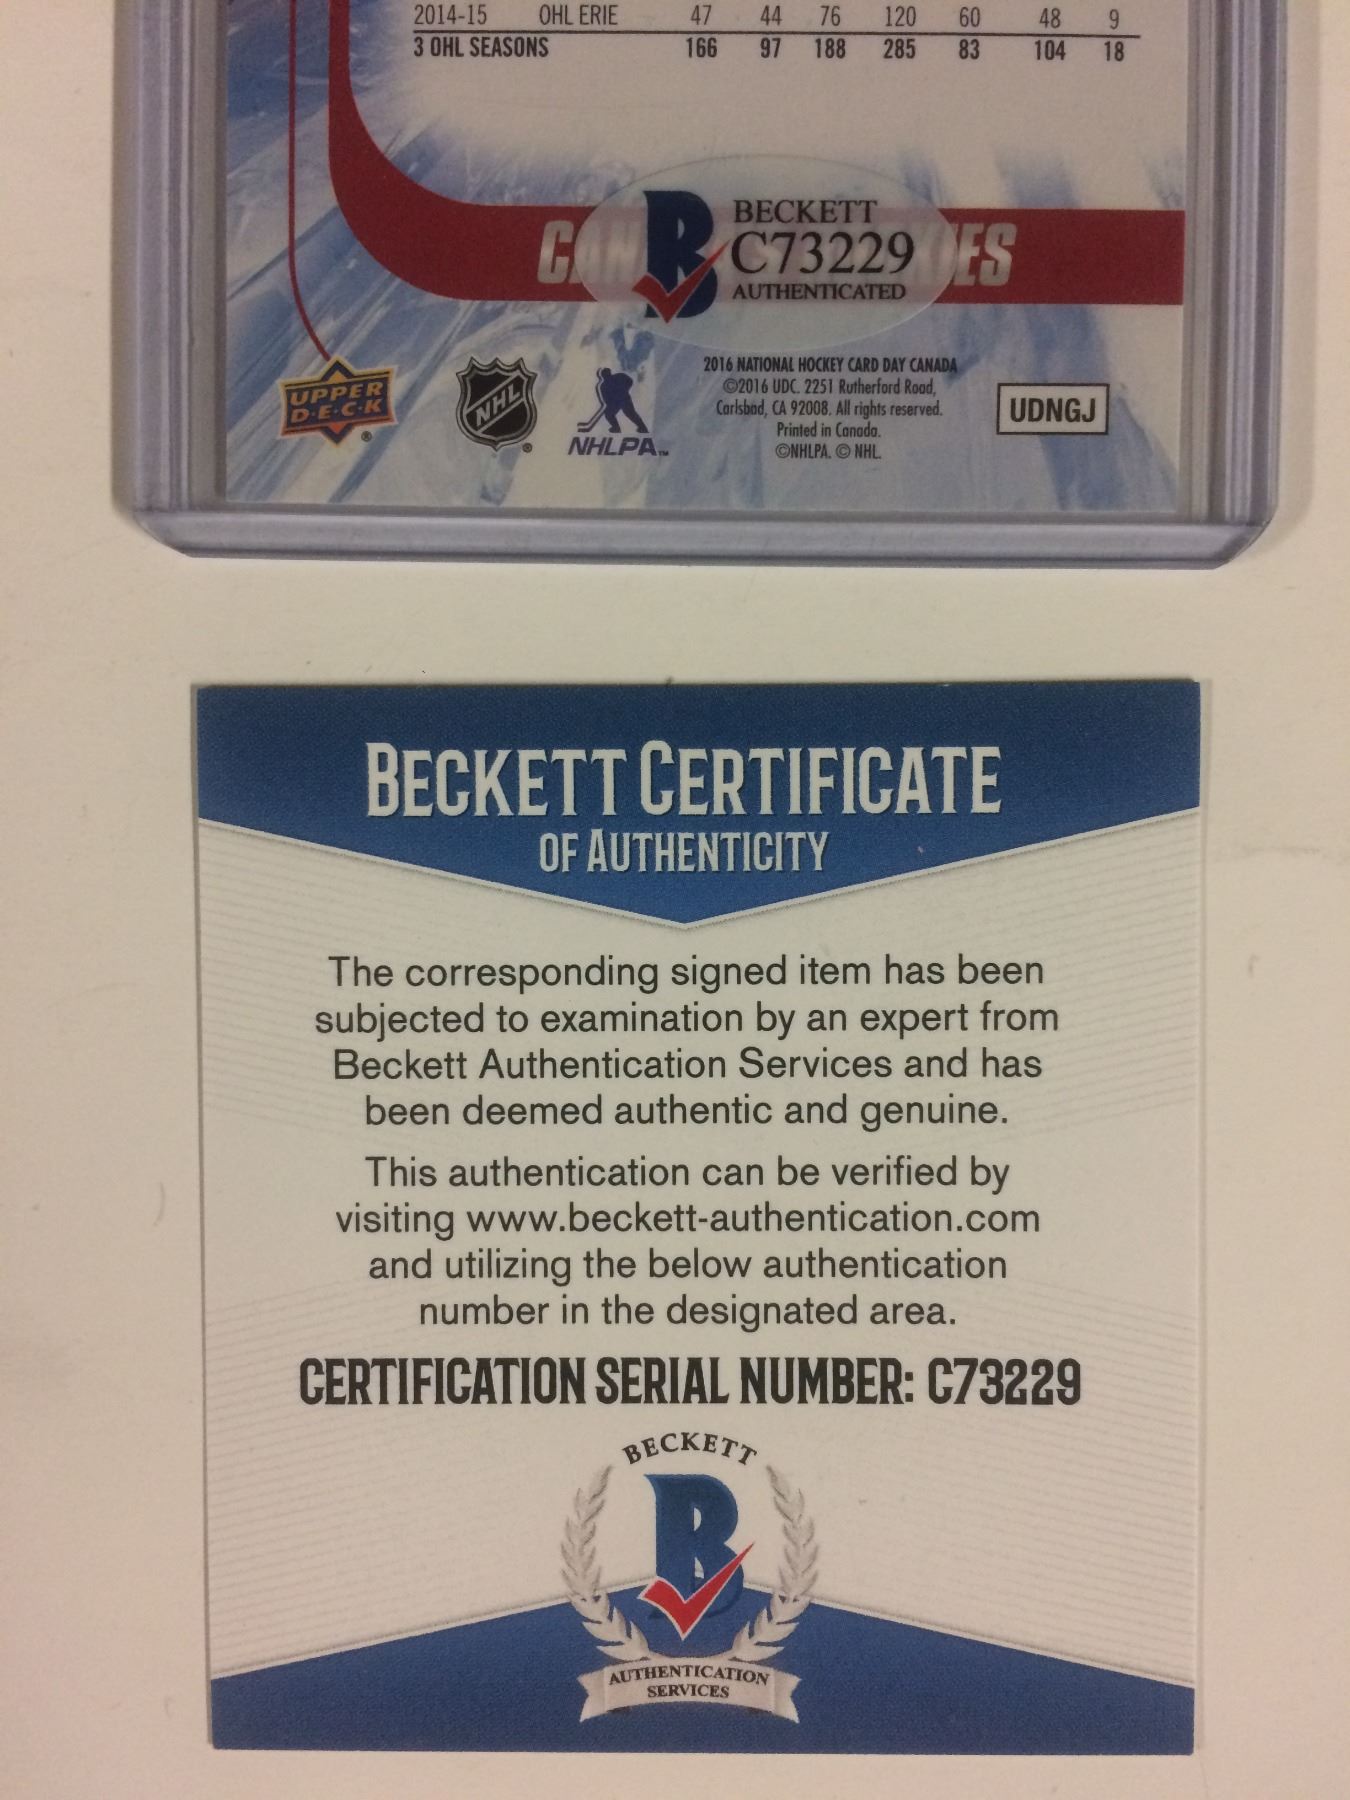 2014-15 OHL ERIE 47 44 76 120 60 48 9
3 OHL SEASONS 166 97 188 285 83 104 18
BECKETT
C73229
AUTHENTICATED
UPPER
D·E·C·K
®
NHL
®
NHLPA™
2016 NATIONAL HOCKEY CARD DAY CANADA
©2016 UDC. 2251 Rutherford Road,
Carlsbad, CA 92008. All rights reserved.
Printed in Canada.
©NHLPA. © NHL.
UDNGJ
BECKETT CERTIFICATE
OF AUTHENTICITY
The corresponding signed item has been
subjected to examination by an expert from
Beckett Authentication Services and has
been deemed authentic and genuine.
This authentication can be verified by
visiting www.beckett-authentication.com
and utilizing the below authentication
number in the designated area.
CERTIFICATION SERIAL NUMBER: C73229
BECKETT
B
AUTHENTICATION
SERVICES